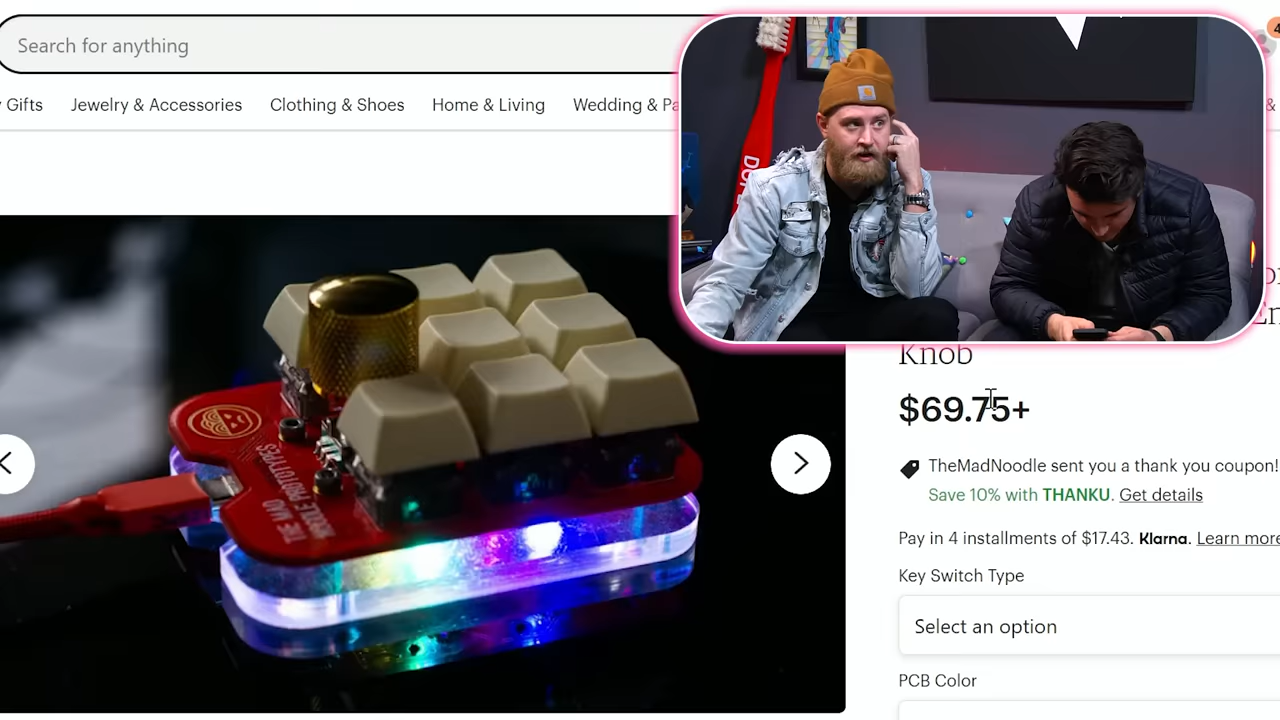 Search for anything
Gifts
Jewelry & Accessories
Clothing & Shoes
Home & Living
Wedding &
Knob
$69.75+
TheMadNoodle sent you a thank you coupon!
Save 10% with THANKU. Get details
Pay in 4 installments of $17.43. Klarna. Learn more
Key Switch Type
Select an option
PCB Color
THE MAD
NOODLE PROTOTYPES